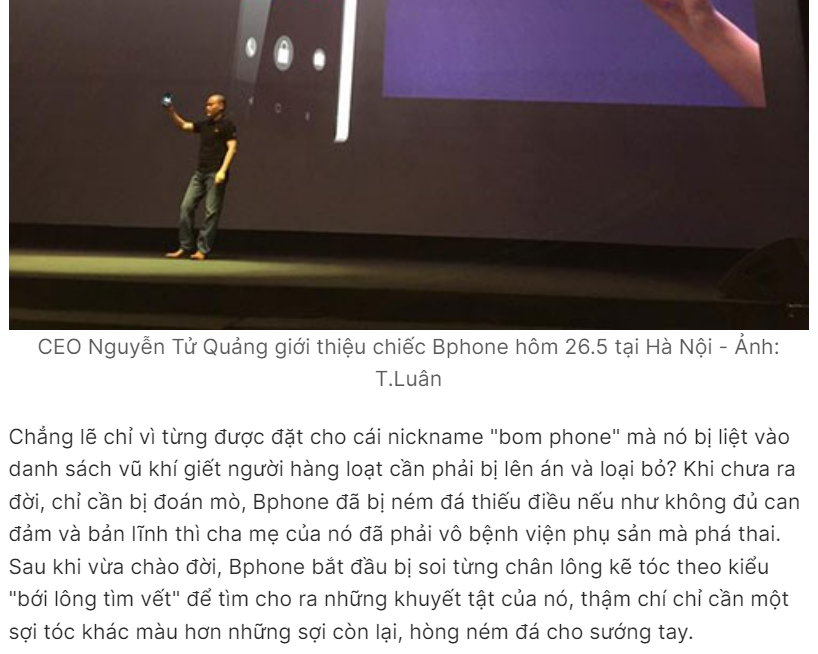 CEO Nguyễn Tử Quảng giới thiệu chiếc Bphone hôm 26.5 tại Hà Nội - Ảnh:
T.Luân
Chẳng lẽ chỉ vì từng được đặt cho cái nickname "bom phone" mà nó bị liệt vào
danh sách vũ khí giết người hàng loạt cần phải bị lên án và loại bỏ? Khi chưa ra
đời, chỉ cần bị đoán mò, Bphone đã bị ném đá thiếu điều nếu như không đủ can
đảm và bản lĩnh thì cha mẹ của nó đã phải vô bệnh viện phụ sản mà phá thai.
Sau khi vừa chào đời, Bphone bắt đầu bị soi từng chân lông kẽ tóc theo kiểu
"bới lông tìm vết" để tìm cho ra những khuyết tật của nó, thậm chí chỉ cần một
sợi tóc khác màu hơn những sợi còn lại, hòng ném đá cho sướng tay.